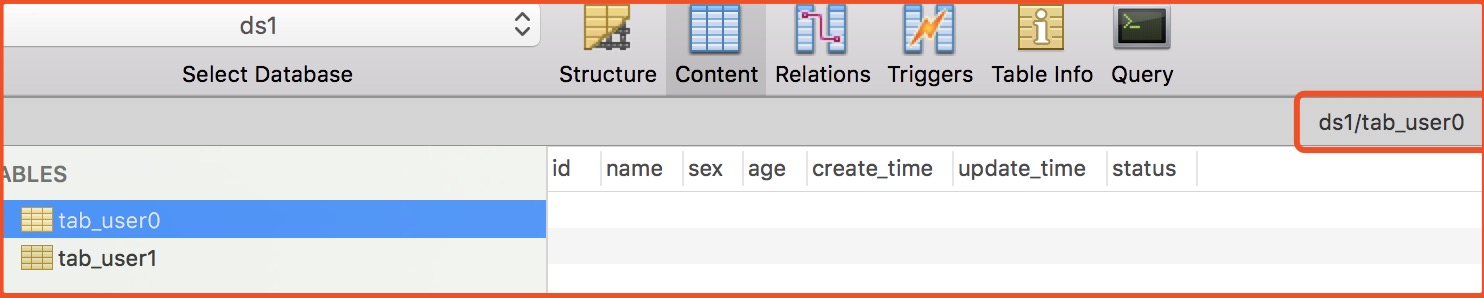 ds1
Select Database
Structure Content Relations Triggers Table Info Query
ds1/tab_user0
ABLES
id name sex age create_time update_time status
tab_user0
tab_user1